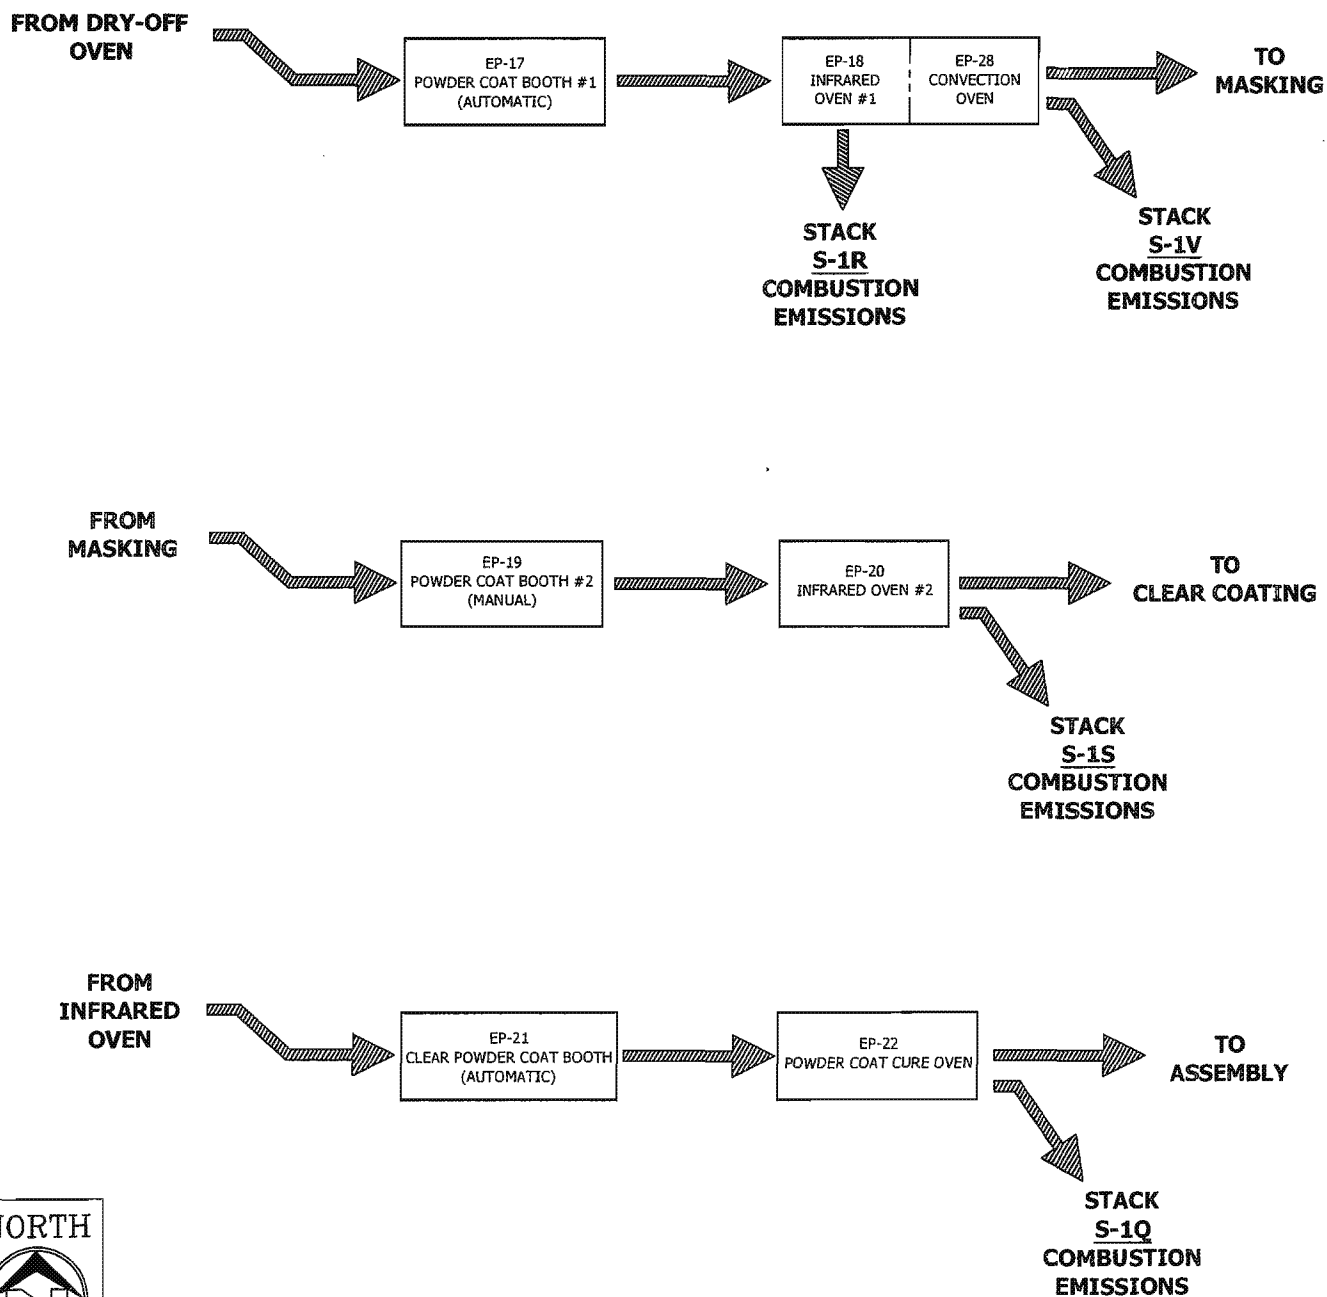 FROM DRY-OFF
OVEN
EP-17
POWDER COAT BOOTH #1
(AUTOMATIC)
EP-18
INFRARED
OVEN #1
EP-28
CONVECTION
OVEN
TO
MASKING
STACK
S-1R
COMBUSTION
EMISSIONS
STACK
S-1V
COMBUSTION
EMISSIONS
FROM
MASKING
EP-19
POWDER COAT BOOTH #2
(MANUAL)
EP-20
INFRARED OVEN #2
TO
CLEAR COATING
STACK
S-1S
COMBUSTION
EMISSIONS
FROM
INFRARED
OVEN
EP-21
CLEAR POWDER COAT BOOTH
(AUTOMATIC)
EP-22
POWDER COAT CURE OVEN
TO
ASSEMBLY
STACK
S-1Q
COMBUSTION
EMISSIONS
NORTH